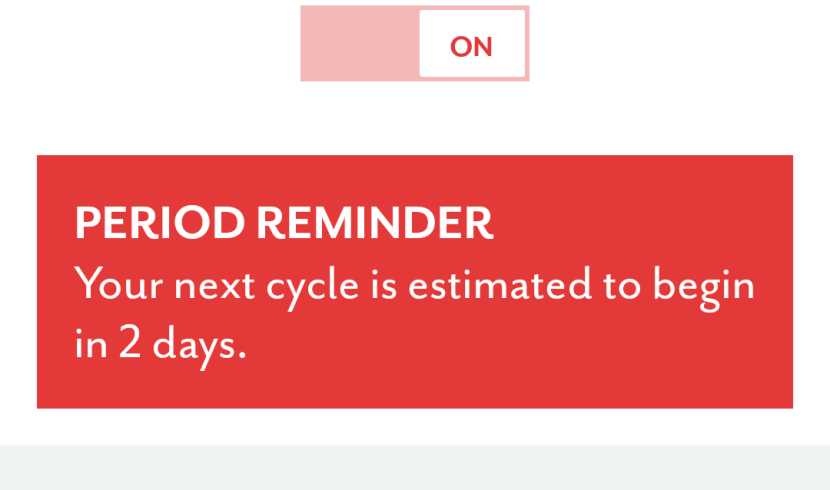 ON
PERIOD REMINDER
Your next cycle is estimated to begin
in 2 days.